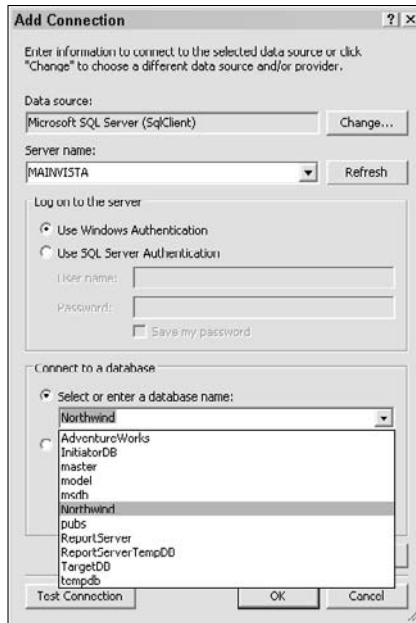 Add Connection
Enter information to connect to the selected data source or click
"Change" to choose a different data source and/or provider.
Data source:
Microsoft SQL Server (SqlClient)
Change...
Server name:
MAINVISTA
Refresh
Log on to the server
Use Windows Authentication
Use SQL Server Authentication
User name:
Password:
Save my password
Connect to a database
Select or enter a database name:
Northwind
AdventureWorks
InitiatorDB
master
model
msdb
Northwind
pubs
ReportServer
ReportServerTempDB
TargetDB
tempdb
Test Connection
OK
Cancel